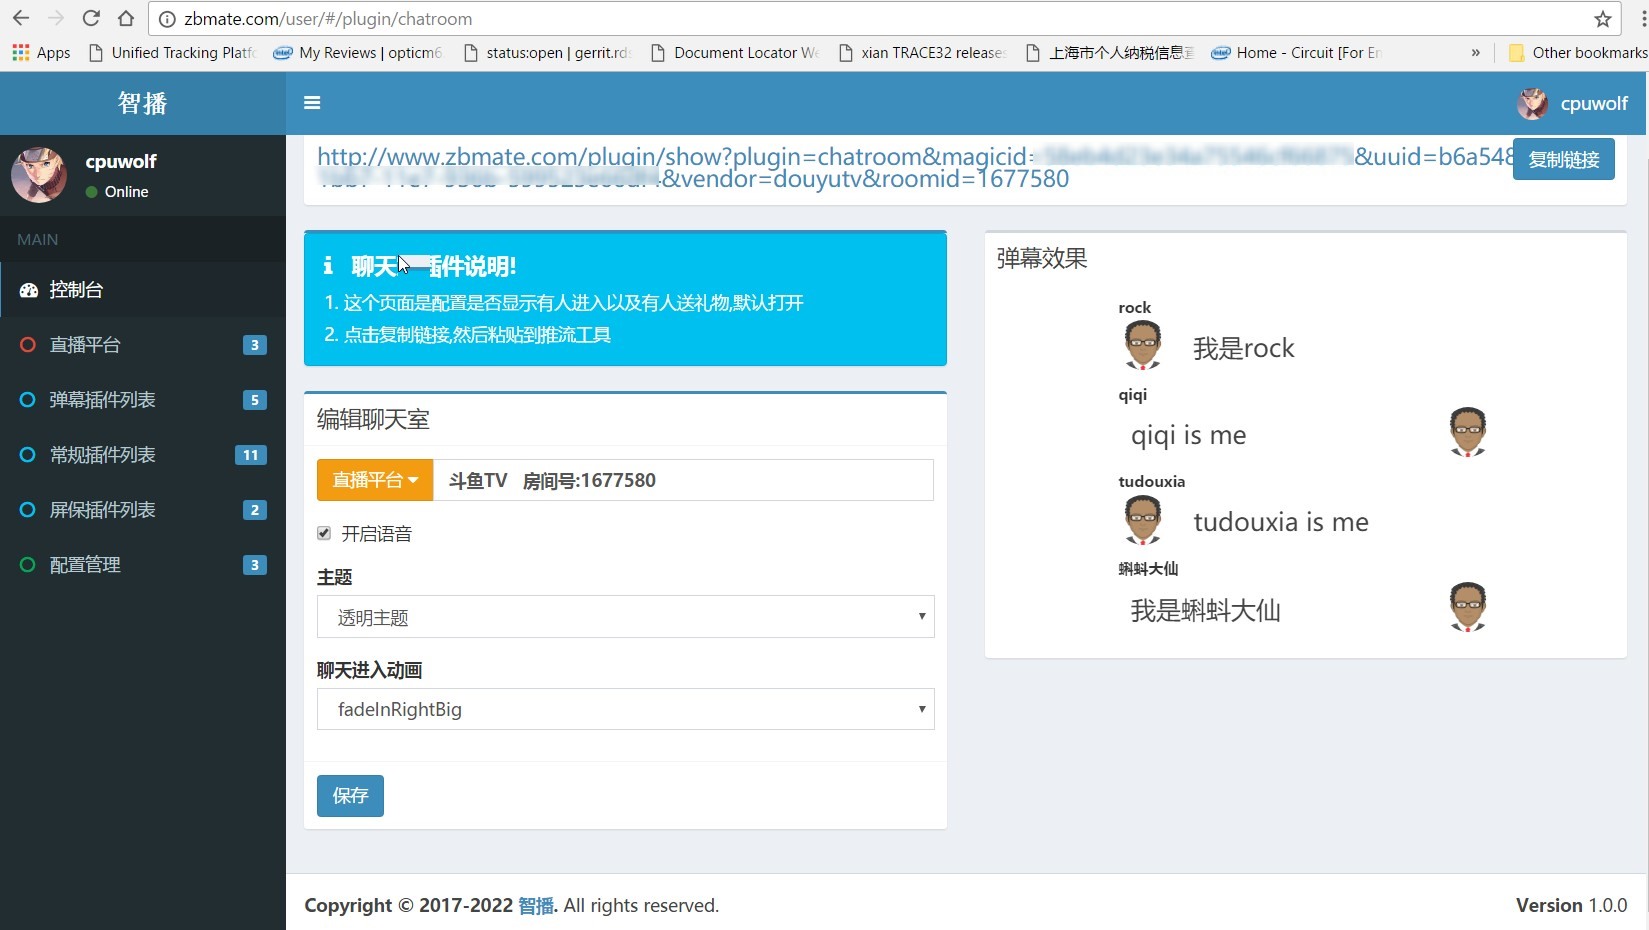 zbmate.com/user/#/plugin/chatroom
Apps
Unified Tracking Platfo
My Reviews | opticm6
status:open | gerrit.rds
Document Locator We
xian TRACE32 releases
上海市个人纳税信息查
Home - Circuit [For En
»
Other bookmarks
智播
cpuwolf
cpuwolf
Online
MAIN
控制台
直播平台 3
弹幕插件列表 5
常规插件列表 11
屏保插件列表 2
配置管理 3
http://www.zbmate.com/plugin/show?plugin=chatroom&magicid= &uuid=b6a548
&vendor=douyutv&roomid=1677580
复制链接
聊天 插件说明!
1. 这个页面是配置是否显示有人进入以及有人送礼物,默认打开
2. 点击复制链接,然后粘贴到推流工具
编辑聊天室
直播平台 斗鱼TV 房间号:1677580
开启语音
主题
透明主题
聊天进入动画
fadeInRightBig
保存
弹幕效果
rock
我是rock
qiqi
qiqi is me
tudouxia
tudouxia is me
蝌蚪大仙
我是蝌蚪大仙
Copyright © 2017-2022 智播. All rights reserved.
Version 1.0.0